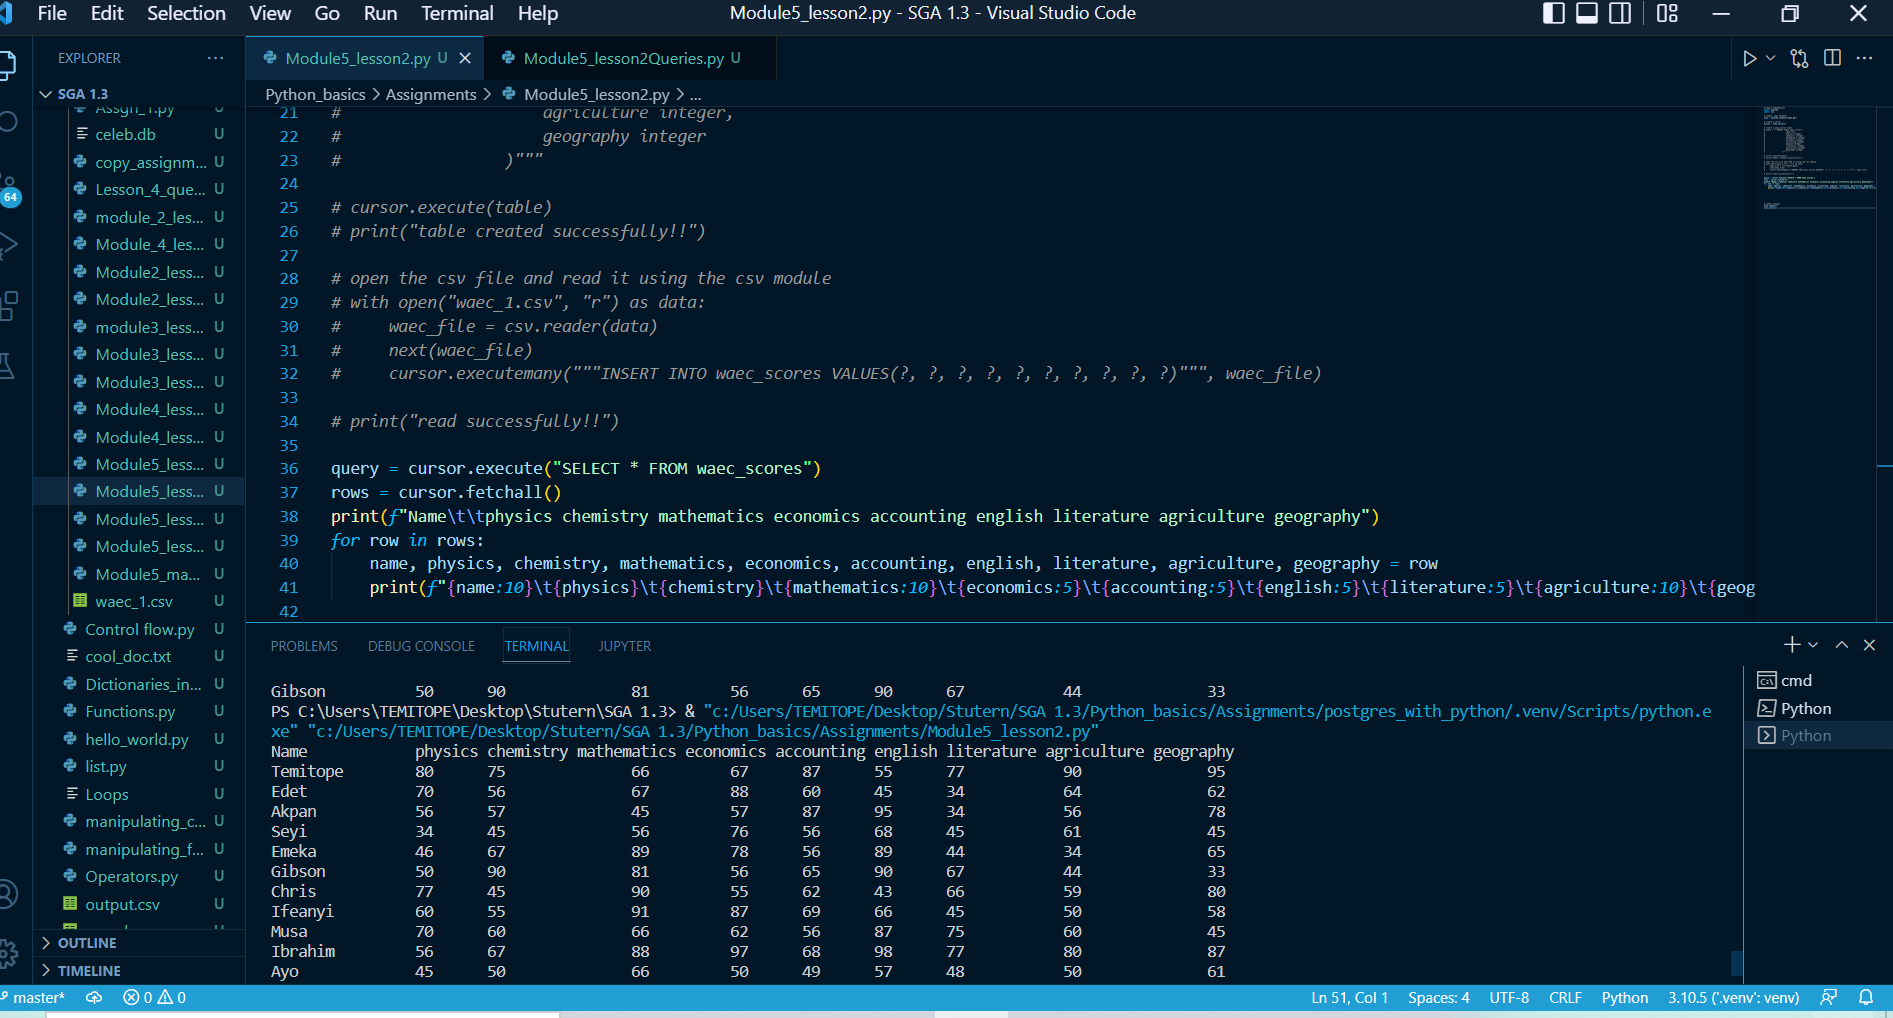 File Edit Selection View Go Run Terminal Help
Module5_lesson2.py - SGA 1.3 - Visual Studio Code
EXPLORER ···
Module5_lesson2.py U
Module5_lesson2Queries.py U
SGA 1.3
Python_basics > Assignments > Module5_lesson2.py > ...
Assgn_1.py U
celeb.db U
copy_assignm... U
Lesson_4_que... U
module_2_les... U
Module_4_les... U
Module2_less... U
Module2_less... U
module3_less... U
Module3_less... U
Module3_less... U
Module4_less... U
Module4_less... U
Module5_less... U
Module5_less... U
Module5_less... U
Module5_less... U
Module5_ma... U
waec_1.csv U
Control flow.py U
cool_doc.txt U
Dictionaries_in... U
Functions.py U
hello_world.py U
list.py U
Loops U
manipulating_c... U
manipulating_f... U
Operators.py U
output.csv U
OUTLINE
TIMELINE
64
21 # agriculture integer,
22 # geography integer
23 # )"""
24
25 # cursor.execute(table)
26 # print("table created successfully!!")
27
28 # open the csv file and read it using the csv module
29 # with open("waec_1.csv", "r") as data:
30 # waec_file = csv.reader(data)
31 # next(waec_file)
32 # cursor.executemany("""INSERT INTO waec_scores VALUES(?, ?, ?, ?, ?, ?, ?, ?, ?, ?)""", waec_file)
33
34 # print("read successfully!!")
35
36 query = cursor.execute("SELECT * FROM waec_scores")
37 rows = cursor.fetchall()
38 print(f"Name\t\tphysics chemistry mathematics economics accounting english literature agriculture geography")
39 for row in rows:
40 name, physics, chemistry, mathematics, economics, accounting, english, literature, agriculture, geography = row
41 print(f"{name:10}\t{physics}\t{chemistry}\t{mathematics:10}\t{economics:5}\t{accounting:5}\t{english:5}\t{literature:5}\t{agriculture:10}\t{geog
42
PROBLEMS DEBUG CONSOLE TERMINAL JUPYTER
Gibson 50 90 81 56 65 90 67 44 33
PS C:\Users\TEMITOPE\Desktop\Stutern\SGA 1.3> & "c:/Users/TEMITOPE/Desktop/Stutern/SGA 1.3/Python_basics/Assignments/postgres_with_python/.venv/Scripts/python.e
xe" "c:/Users/TEMITOPE/Desktop/Stutern/SGA 1.3/Python_basics/Assignments/Module5_lesson2.py"
Name physics chemistry mathematics economics accounting english literature agriculture geography
Temitope 80 75 66 67 87 55 77 90 95
Edet 70 56 67 88 60 45 34 64 62
Akpan 56 57 45 57 87 95 34 56 78
Seyi 34 45 56 76 56 68 45 61 45
Emeka 46 67 89 78 56 89 44 34 65
Gibson 50 90 81 56 65 90 67 44 33
Chris 77 45 90 55 62 43 66 59 80
Ifeanyi 60 55 91 87 69 66 45 50 58
Musa 70 60 66 62 56 87 75 60 45
Ibrahim 56 67 88 97 68 98 77 80 87
Ayo 45 50 66 50 49 57 48 50 61
cmd
Python
Python
master* 0 0
Ln 51, Col 1 Spaces: 4 UTF-8 CRLF Python 3.10.5 ('.venv': venv)